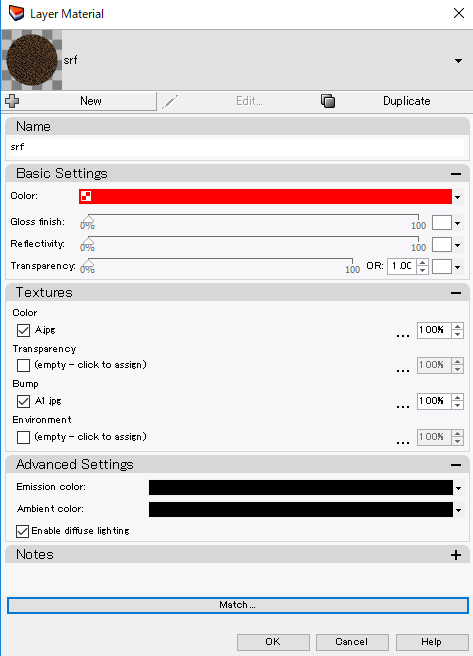 Layer Material
srf
New Edit... Duplicate
Name
srf
Basic Settings
Color:
Gloss finish: 0% 100
Reflectivity: 0% 100
Transparency: 0% 100 OR: 1.00
Textures
Color
A.jpg ... 100%
Transparency
(empty - click to assign) ... 100%
Bump
A1.jpg ... 100%
Environment
(empty - click to assign) ... 100%
Advanced Settings
Emission color:
Ambient color:
Enable diffuse lighting
Notes
Match...
OK Cancel Help